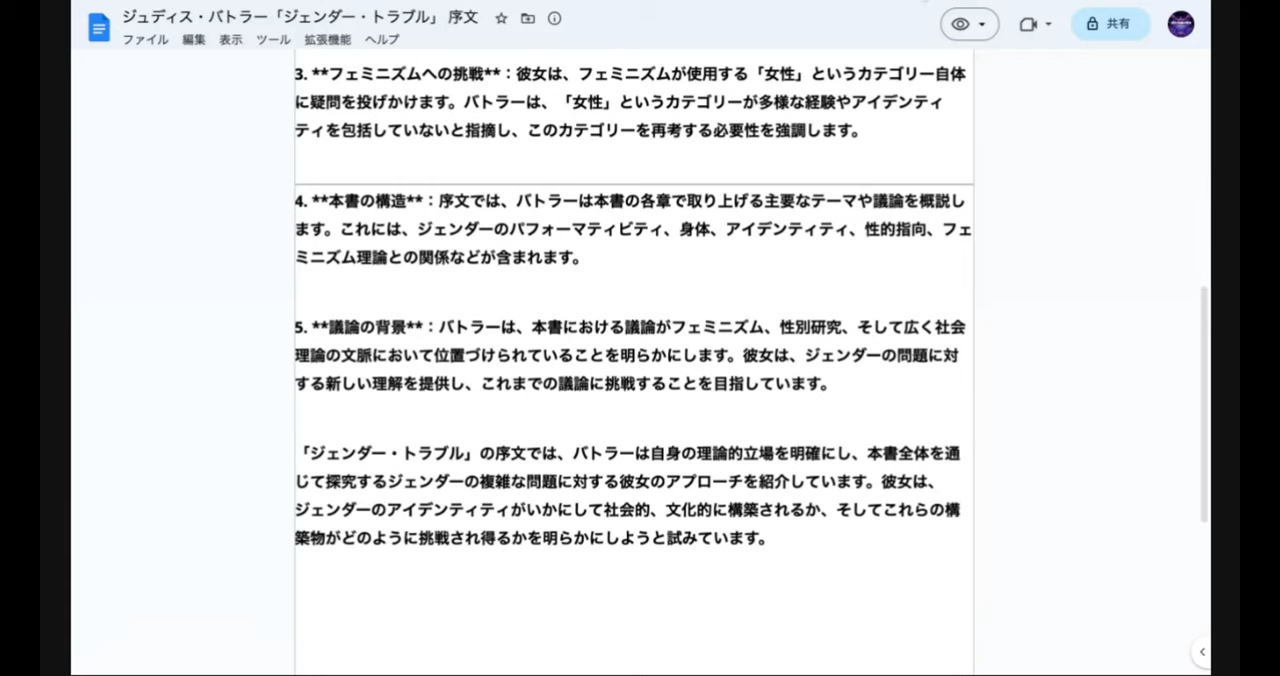 ジュディス・バトラー「ジェンダー・トラブル」 序文
ファイル 編集 表示 ツール 拡張機能 ヘルプ
共有
3. **フェミニズムへの挑戦**：彼女は、フェミニズムが使用する「女性」というカテゴリー自体
に疑問を投げかけます。バトラーは、「女性」というカテゴリーが多様な経験やアイデンティ
ティを包括していないと指摘し、このカテゴリーを再考する必要性を強調します。
4. **本書の構造**：序文では、バトラーは本書の各章で取り上げる主要なテーマや議論を概説し
ます。これには、ジェンダーのパフォーマティビティ、身体、アイデンティティ、性的指向、フェ
ミニズム理論との関係などが含まれます。
5. **議論の背景**：バトラーは、本書における議論がフェミニズム、性別研究、そして広く社会
理論の文脈において位置づけられていることを明らかにします。彼女は、ジェンダーの問題に対
する新しい理解を提供し、これまでの議論に挑戦することを目指しています。
「ジェンダー・トラブル」の序文では、バトラーは自身の理論的立場を明確にし、本書全体を通
じて探究するジェンダーの複雑な問題に対する彼女のアプローチを紹介しています。彼女は、
ジェンダーのアイデンティティがいかにして社会的、文化的に構築されるか、そしてこれらの構
築物がどのように挑戦され得るかを明らかにしようと試みています。